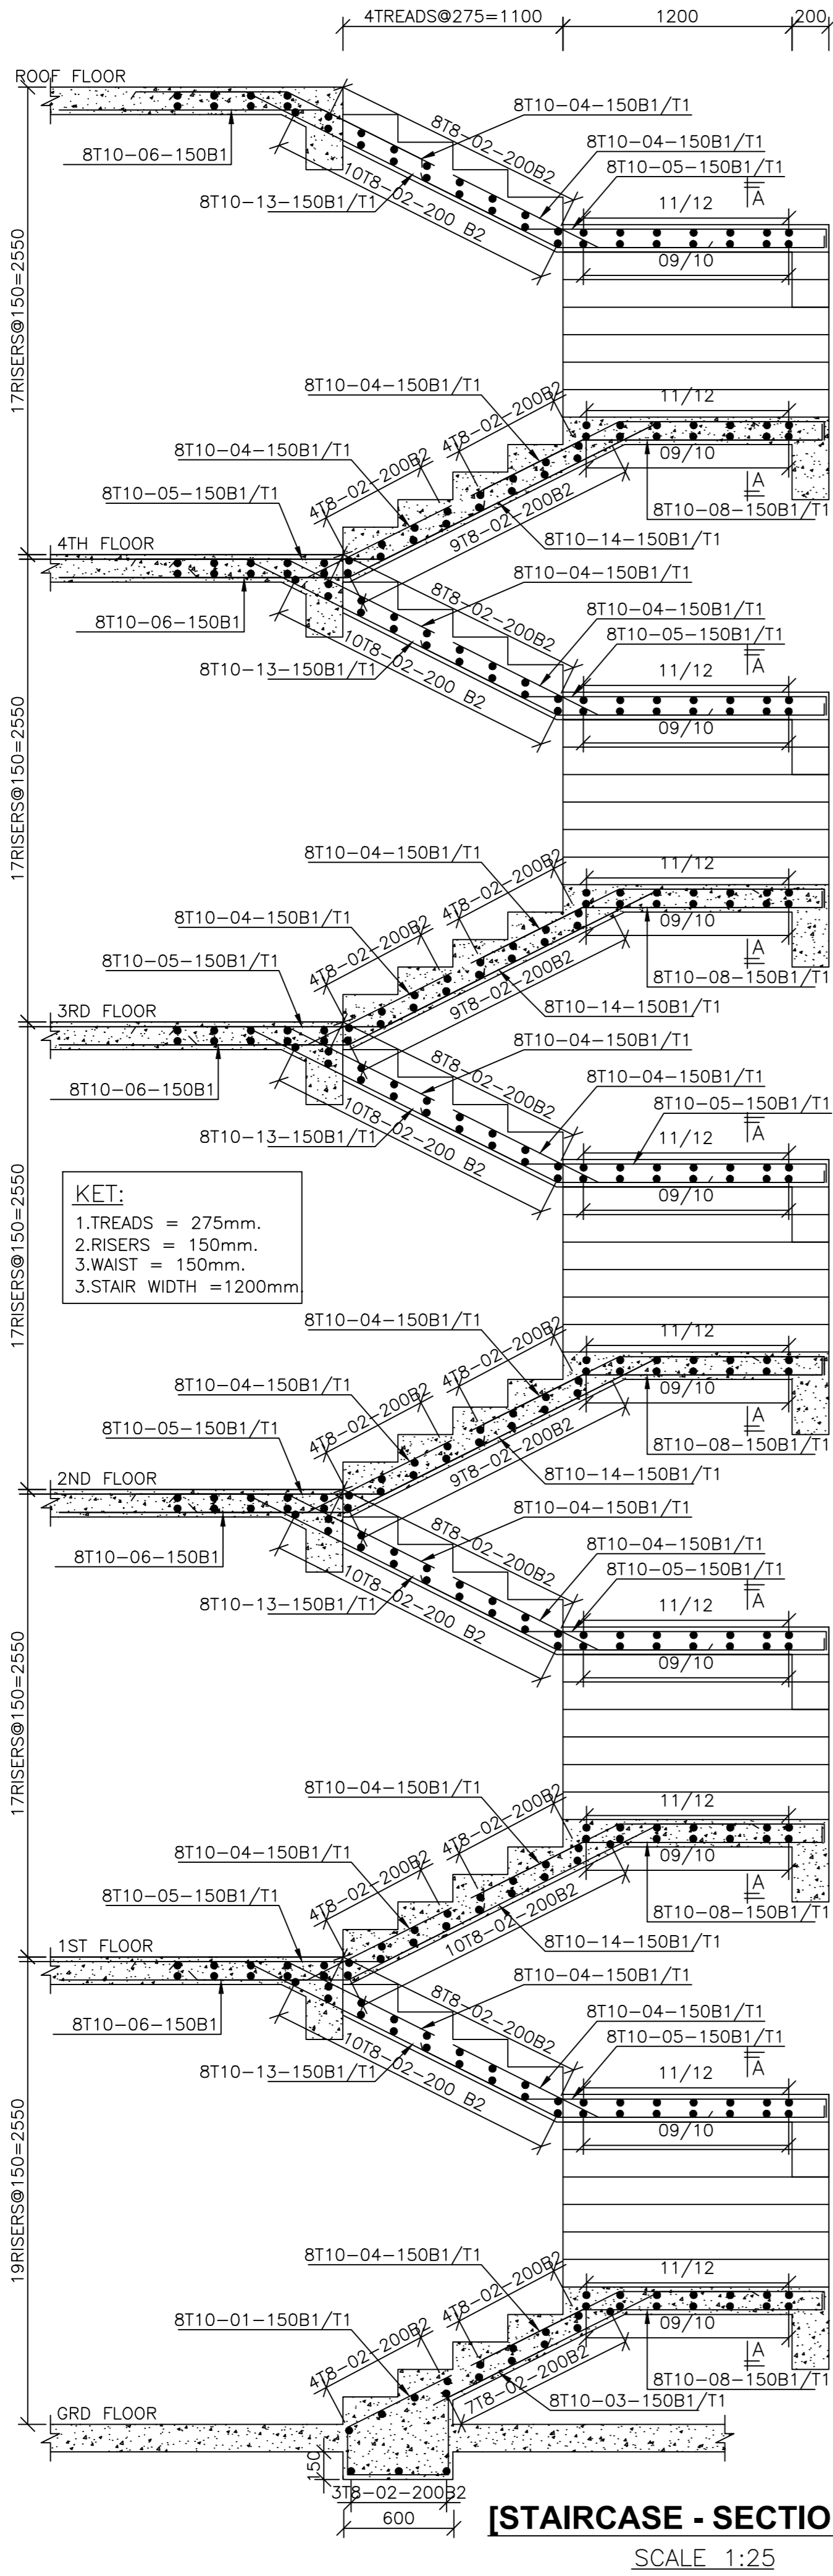 4TREADS@275=1100
1200
200
ROOF FLOOR
8T10-04-150B1/T1
8T8-02-200B2
8T10-04-150B1/T1
8T10-06-150B1
8T10-05-150B1/T1
A
8T10-13-150B1/T1
10T8-02-200 B2
11/12
09/10
17RISERS@150=2550
8T10-04-150B1/T1
4T8-02-200B2
11/12
8T10-04-150B1/T1
4T8-02-200B2
09/10
8T10-05-150B1/T1
9T8-02-200B2
A
8T10-08-150B1/T1
8T10-14-150B1/T1
4TH FLOOR
8T10-04-150B1/T1
8T8-02-200B2
8T10-04-150B1/T1
8T10-06-150B1
8T10-05-150B1/T1
A
8T10-13-150B1/T1
10T8-02-200 B2
11/12
09/10
17RISERS@150=2550
8T10-04-150B1/T1
4T8-02-200B2
11/12
8T10-04-150B1/T1
4T8-02-200B2
09/10
8T10-05-150B1/T1
9T8-02-200B2
A
8T10-08-150B1/T1
8T10-14-150B1/T1
3RD FLOOR
8T10-04-150B1/T1
8T8-02-200B2
8T10-04-150B1/T1
8T10-06-150B1
8T10-05-150B1/T1
A
8T10-13-150B1/T1
10T8-02-200 B2
11/12
09/10
17RISERS@150=2550
KET:
1.TREADS = 275mm.
2.RISERS = 150mm.
3.WAIST = 150mm.
3.STAIR WIDTH =1200mm.
8T10-04-150B1/T1
4T8-02-200B2
11/12
8T10-04-150B1/T1
4T8-02-200B2
09/10
8T10-05-150B1/T1
9T8-02-200B2
A
8T10-08-150B1/T1
8T10-14-150B1/T1
2ND FLOOR
8T10-04-150B1/T1
8T8-02-200B2
8T10-04-150B1/T1
8T10-06-150B1
8T10-05-150B1/T1
A
8T10-13-150B1/T1
10T8-02-200 B2
11/12
09/10
17RISERS@150=2550
8T10-04-150B1/T1
4T8-02-200B2
11/12
8T10-04-150B1/T1
4T8-02-200B2
09/10
8T10-05-150B1/T1
10T8-02-200B2
A
8T10-08-150B1/T1
8T10-14-150B1/T1
1ST FLOOR
8T10-04-150B1/T1
8T8-02-200B2
8T10-04-150B1/T1
8T10-06-150B1
8T10-05-150B1/T1
A
8T10-13-150B1/T1
10T8-02-200 B2
11/12
09/10
19RISERS@150=2550
8T10-04-150B1/T1
4T8-02-200B2
11/12
8T10-01-150B1/T1
4T8-02-200B2
09/10
A
7T8-02-200B2
8T10-08-150B1/T1
8T10-03-150B1/T1
GRD FLOOR
150
3T8-02-200B2
600
[STAIRCASE - SECTIO
SCALE 1:25